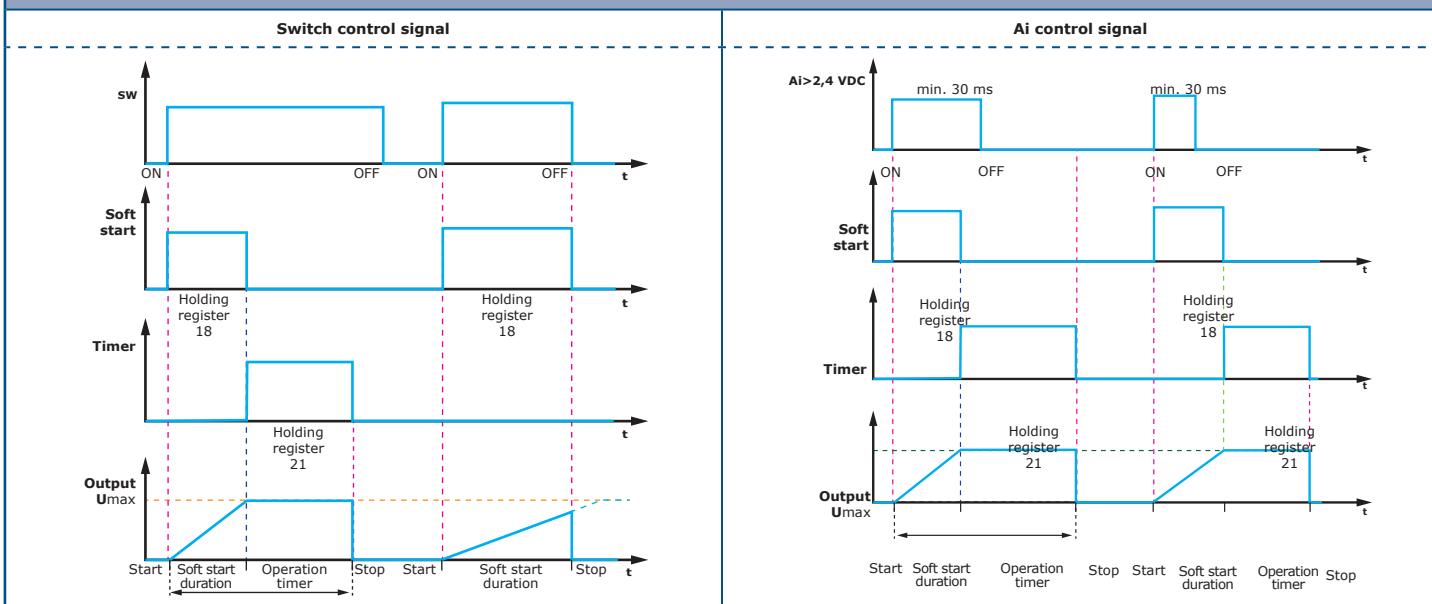 Switch control signal
sw
ON OFF ON OFF t
Soft
start
Holding
register
18
Holding
register
18
t
Timer
Holding
register
21
t
Output
Umax
Start Soft start
duration Operation
timer Stop Start Soft start
duration Stop t
Ai control signal
Ai>2,4 VDC
min. 30 ms min. 30 ms
t
ON OFF ON OFF
Soft
start
t
Holding
register
18
Holding
register
18
Timer
t
Holding
register
21
Holding
register
21
Output
Umax
t
Start Soft start
duration Operation
timer Stop Start Soft start
duration Operation
timer Stop